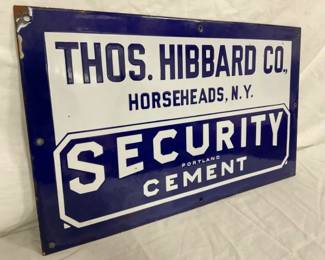 THOS. HIBBARD CO.,
HORSEHEADS, N.Y.
SECURITY
PORTLAND
CEMENT